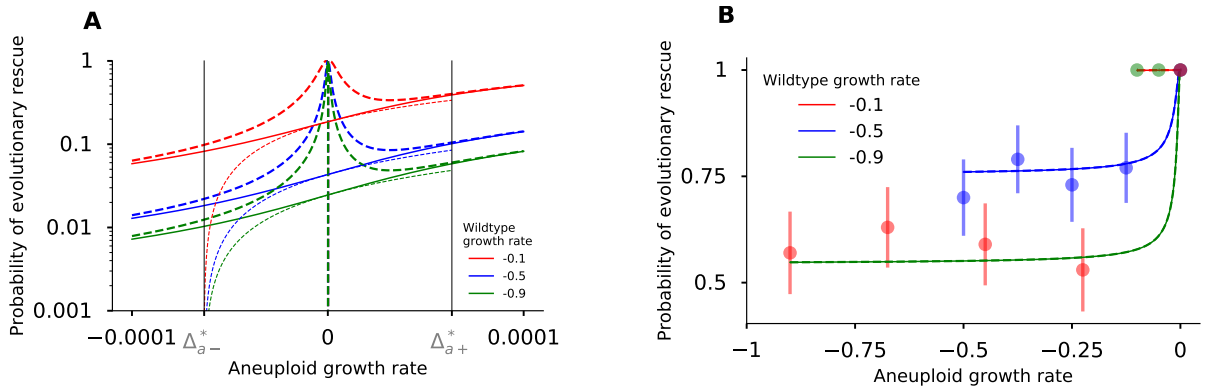 A
Probability of evolutionary rescue
1
0.1
0.01
0.001
Wildtype
growth rate
-0.1
-0.5
-0.9
−0.0001
Δ*a−
0
Δ*a+
0.0001
Aneuploid growth rate
B
Probability of evolutionary rescue
1
0.75
0.5
Wildtype growth rate
-0.1
-0.5
-0.9
−1
−0.75
−0.5
−0.25
0
Aneuploid growth rate